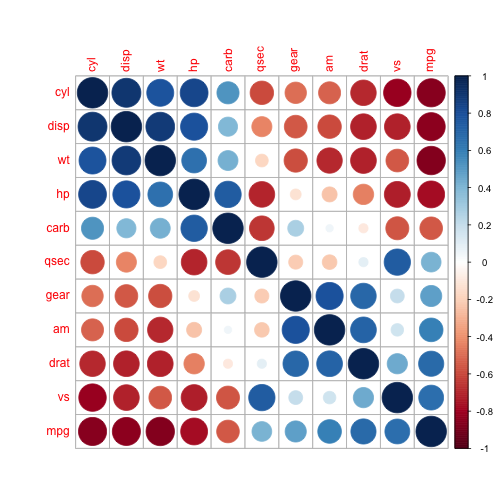 cyl disp wt hp carb qsec gear am drat vs mpg
cyl
disp
wt
hp
carb
qsec
gear
am
drat
vs
mpg
1
0.8
0.6
0.4
0.2
0
-0.2
-0.4
-0.6
-0.8
-1